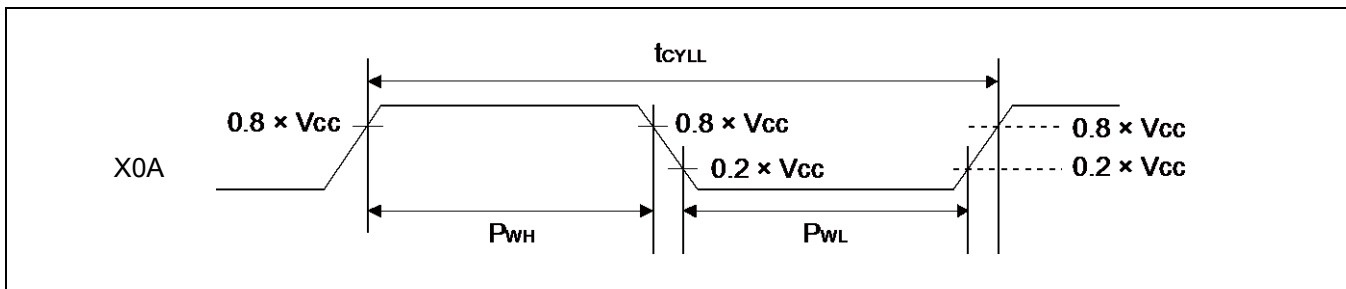 tCYLL
0.8 × Vcc
0.8 × Vcc
0.8 × Vcc
X0A
0.2 × Vcc
0.2 × Vcc
PWH
PWL